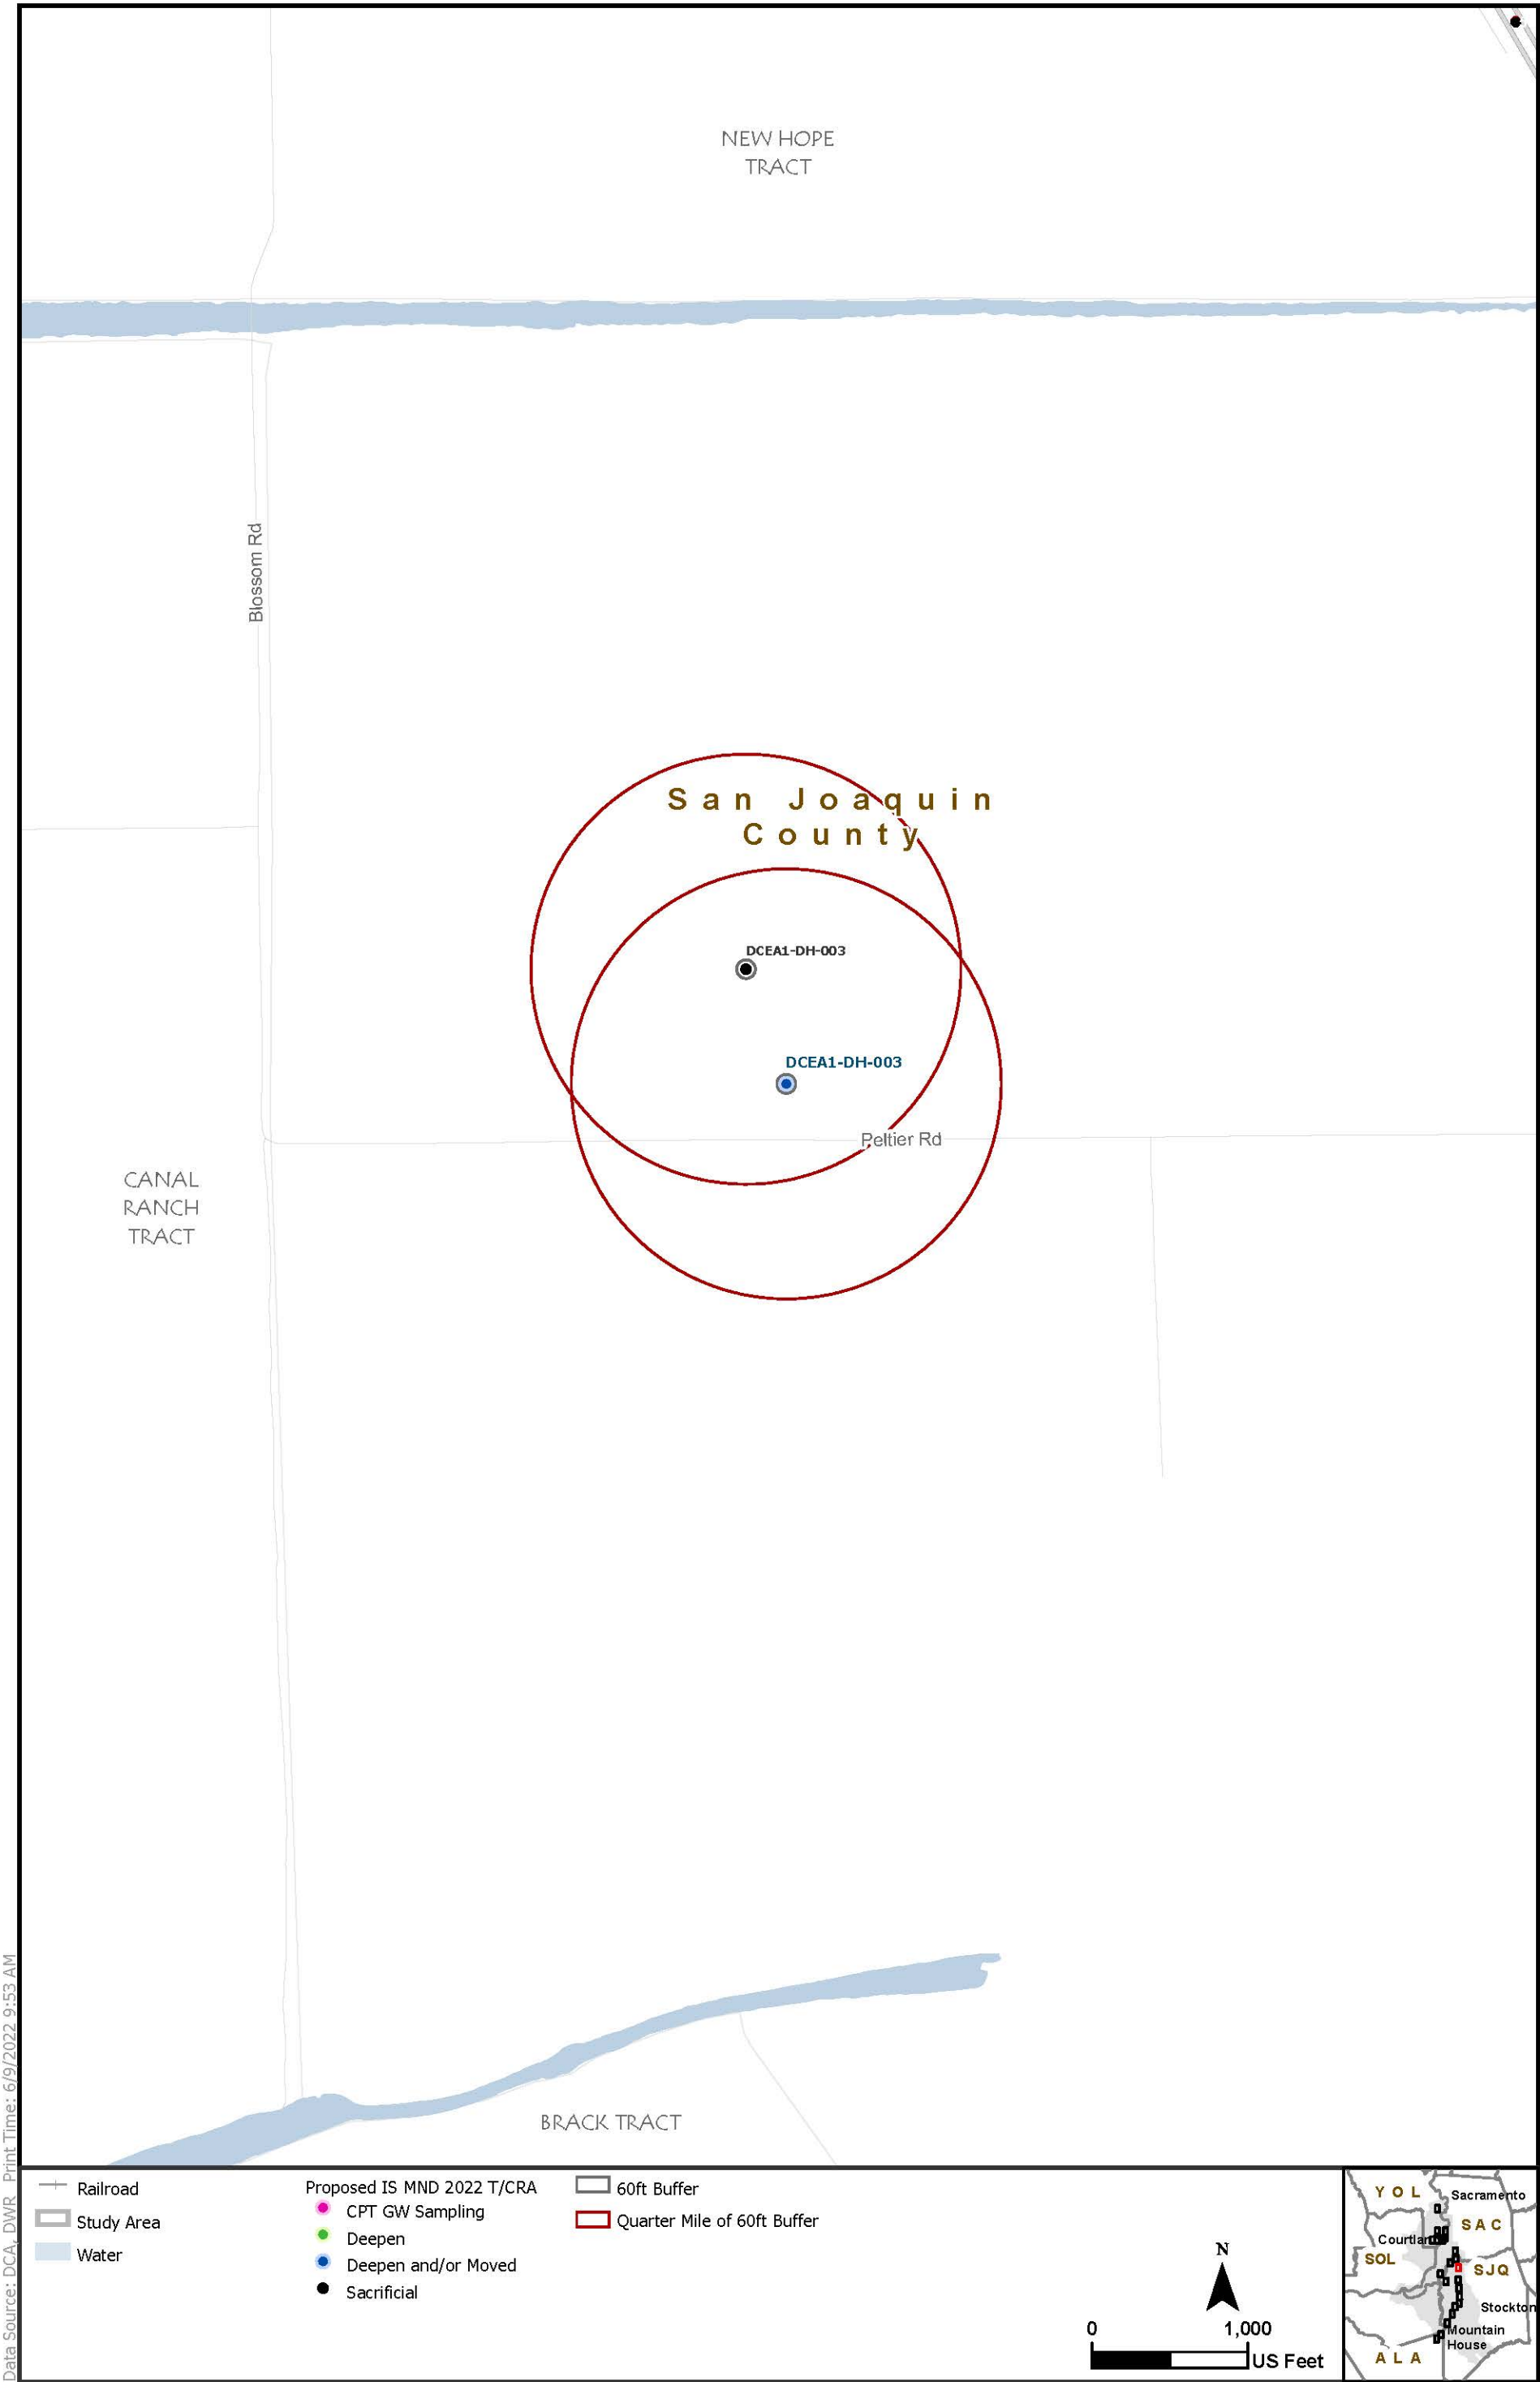 NEW HOPE
TRACT
Blossom Rd
San Joaquin
County
DCEA1-DH-003
DCEA1-DH-003
Peltier Rd
CANAL
RANCH
TRACT
BRACK TRACT
Data Source: DCA, DWR Print Time: 6/9/2022 9:53 AM
Railroad
Study Area
Water
Proposed IS MND 2022 T/CRA
CPT GW Sampling
Deepen
Deepen and/or Moved
Sacrificial
60ft Buffer
Quarter Mile of 60ft Buffer
N
0 1,000
US Feet
YOL
Sacramento
SAC
SOL
SJQ
Stockton
Mountain
House
ALA